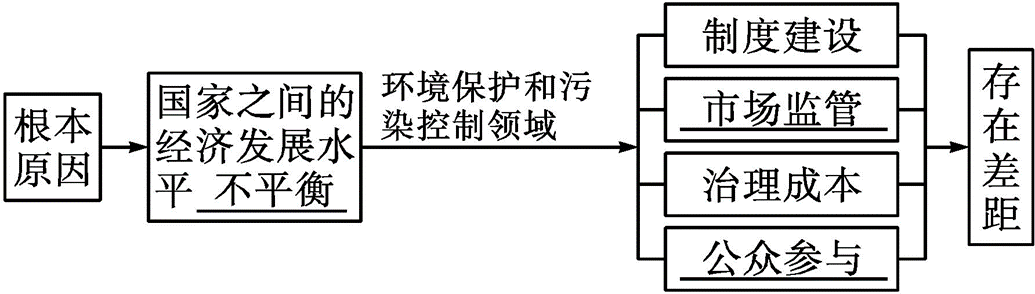 根本
原因
国家之间的
经济发展水
平 不平衡
环境保护和污
染控制领域
制度建设
市场监管
治理成本
公众参与
存
在
差
距